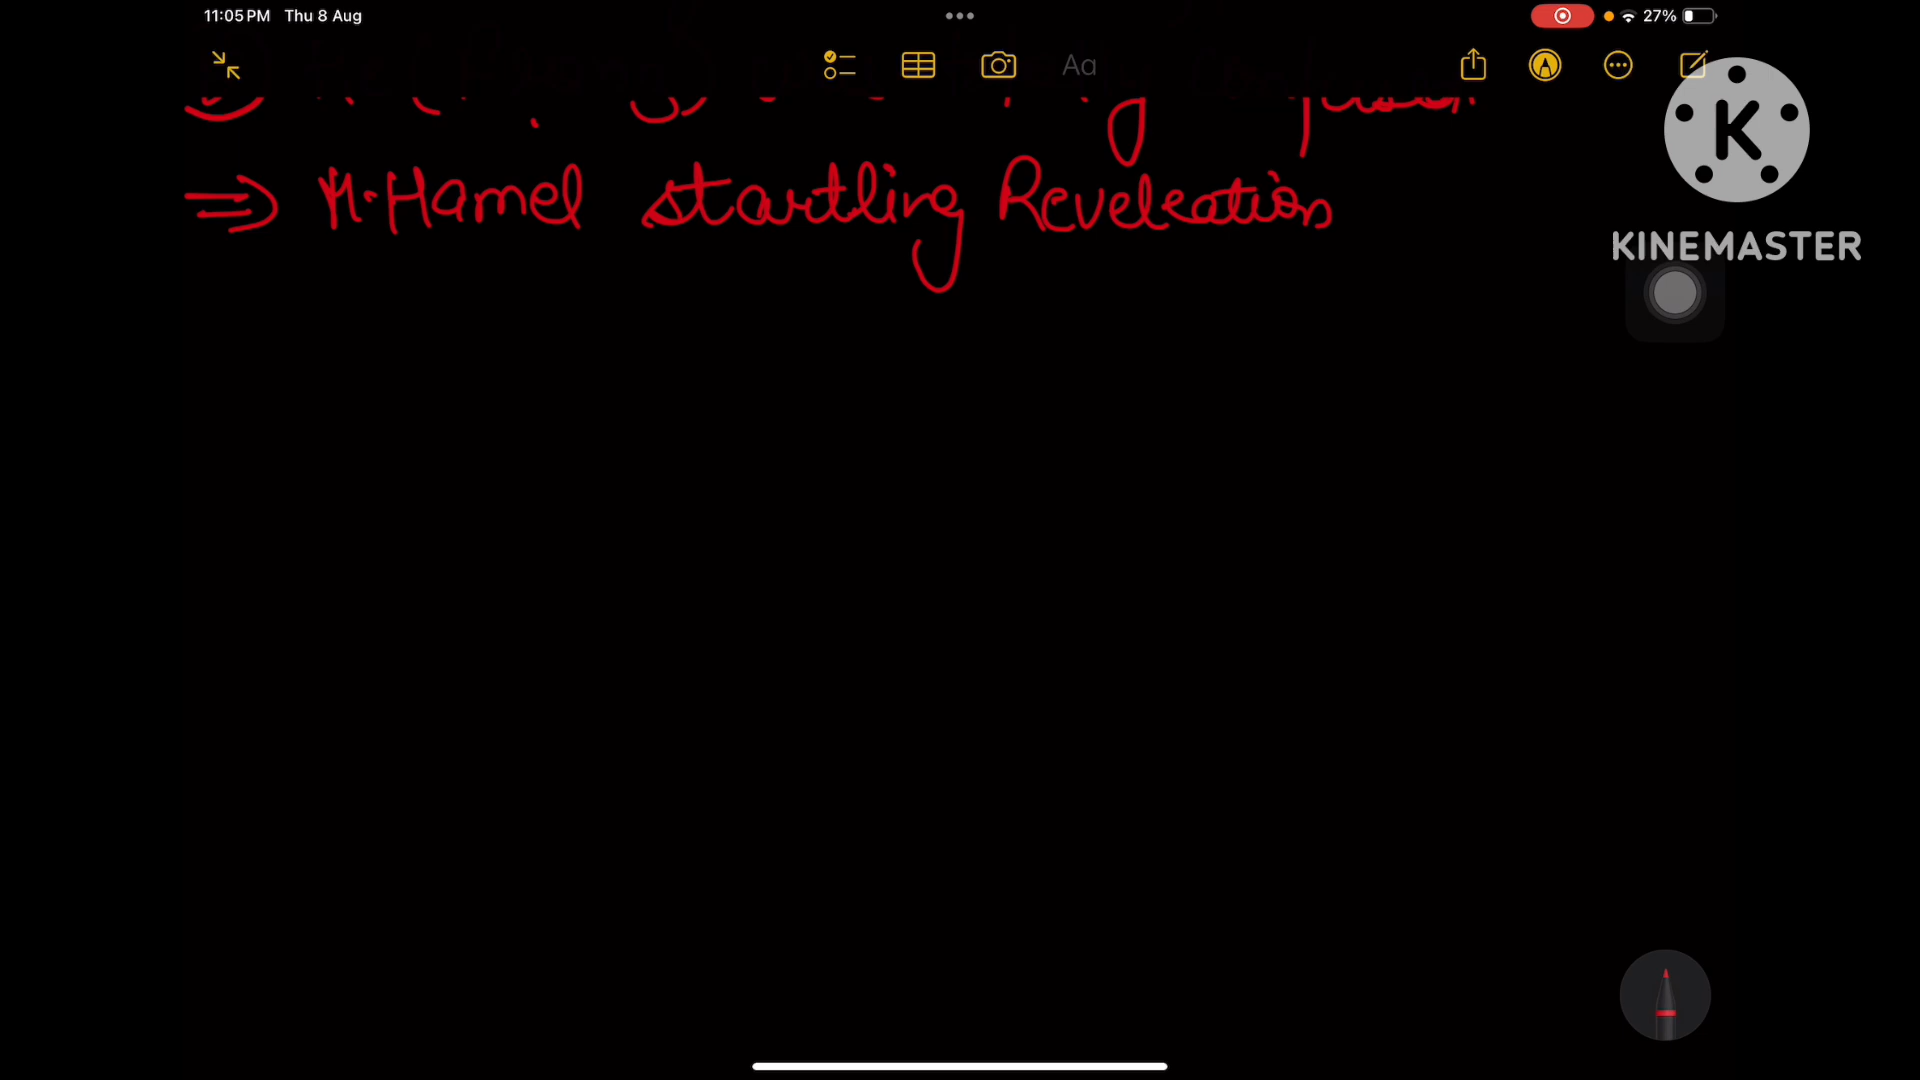 11:05 PM Thu 8 Aug
27%
Aa
K
KINEMASTER
⇒ M.Hamel startling Reveleation